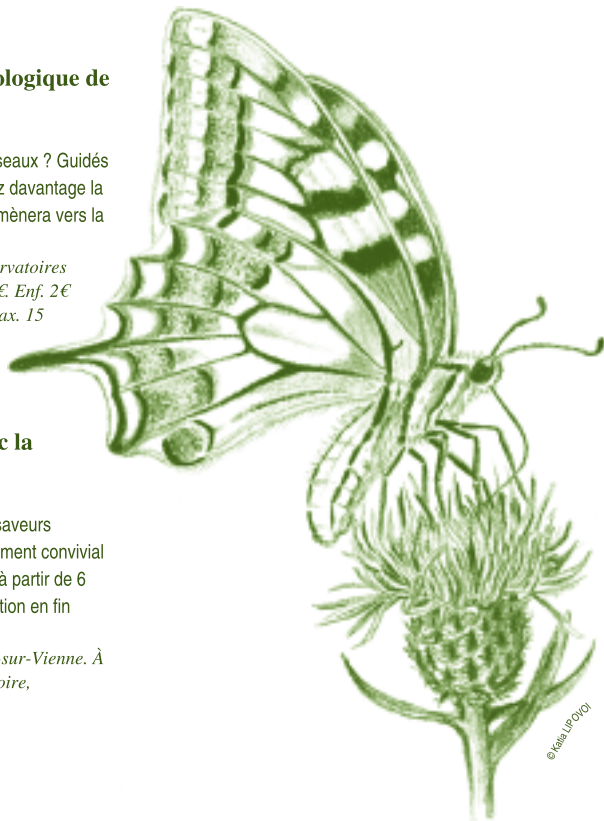 ologique de
seaux ? Guidés
z davantage la
mènera vers la
rvatoires
€. Enf. 2€
ax. 15
c la
saveurs
ment convivial
à partir de 6
tion en fin
-sur-Vienne. À
oire,
© Katia LIPOVOI